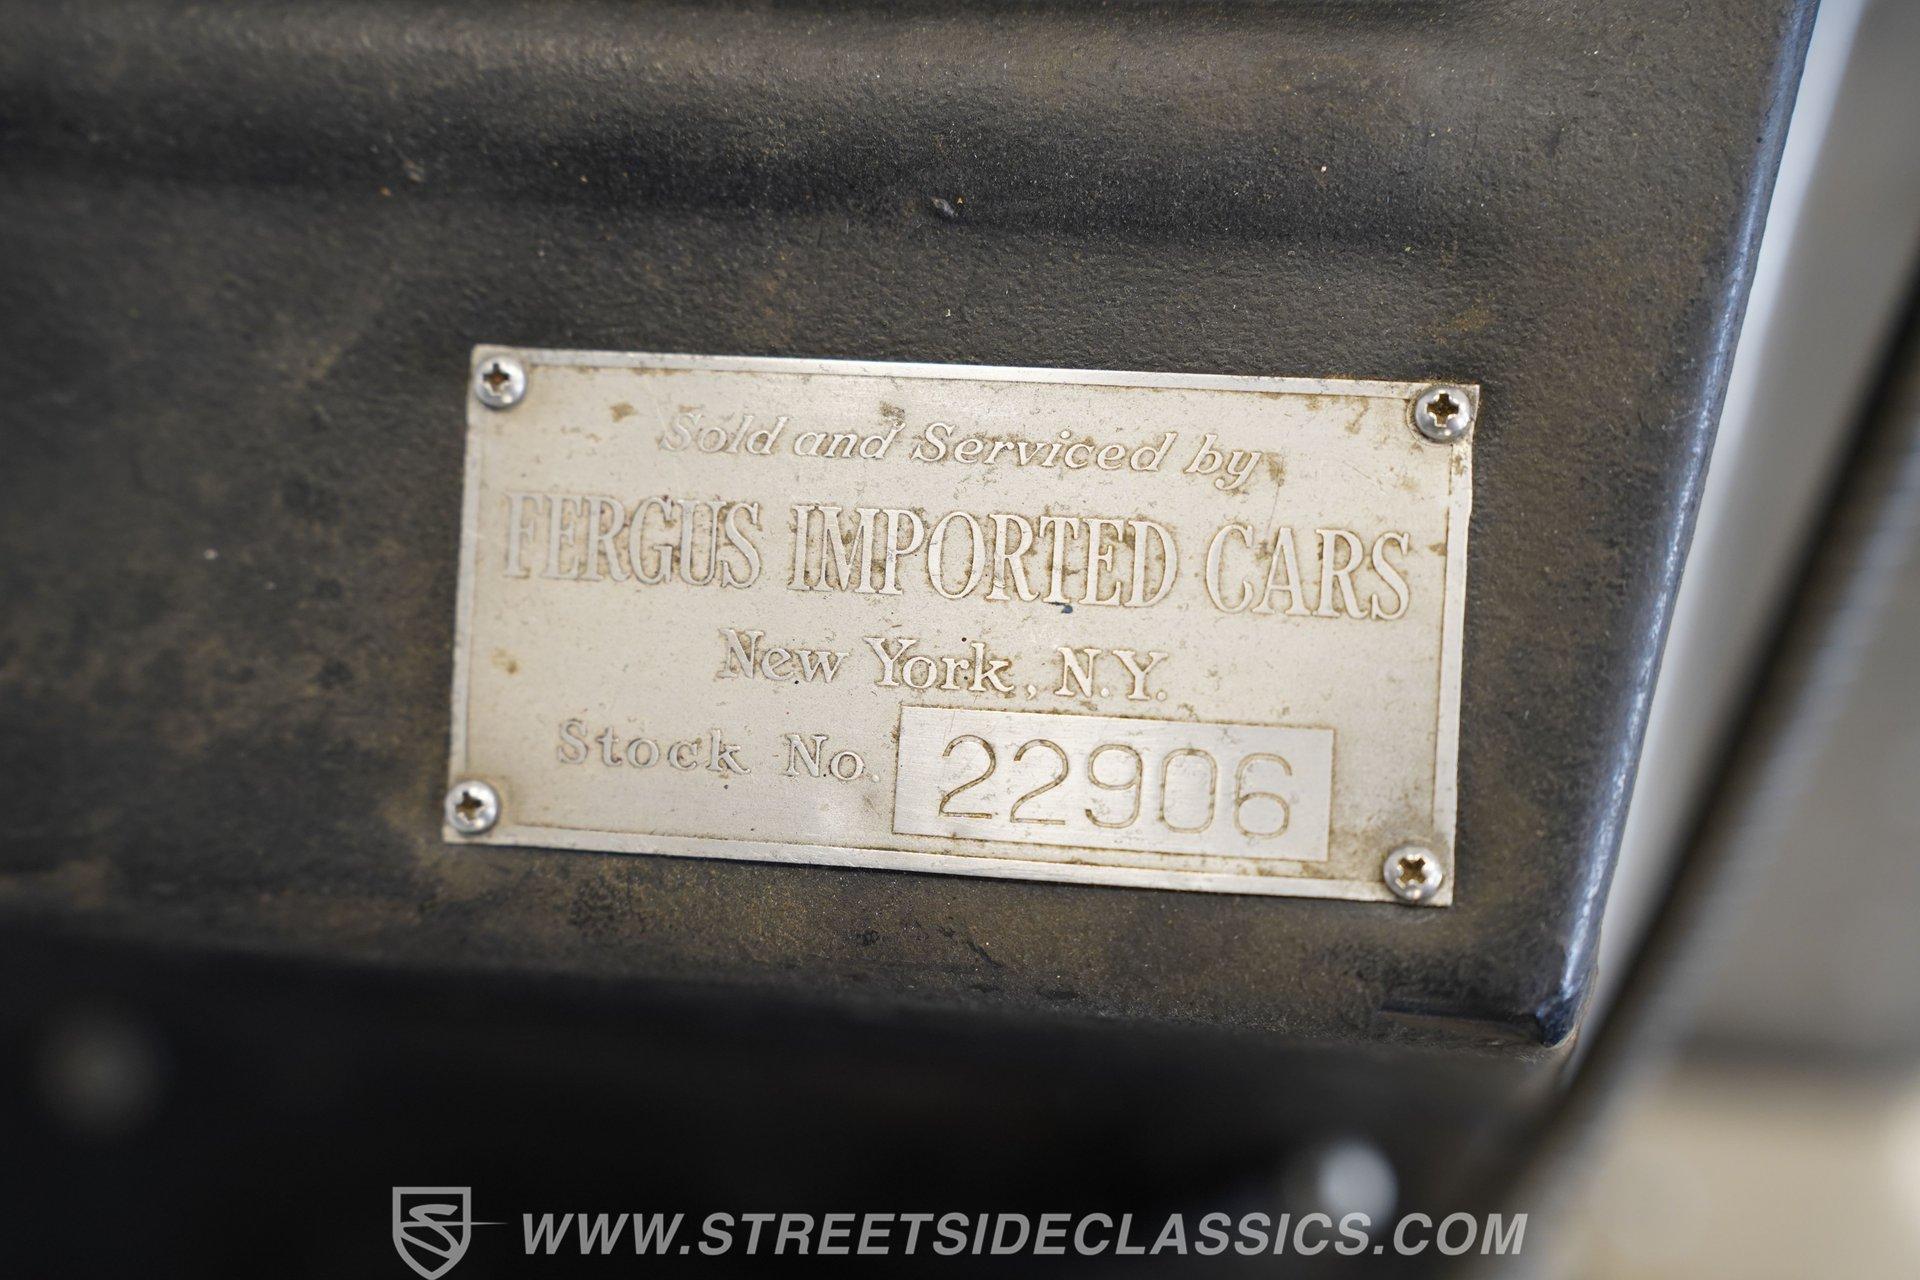 Sold and Serviced by
FERGUS IMPORTED CARS
New York, N.Y.
Stock No. 22906
WWW.STREETSIDECLASSICS.COM